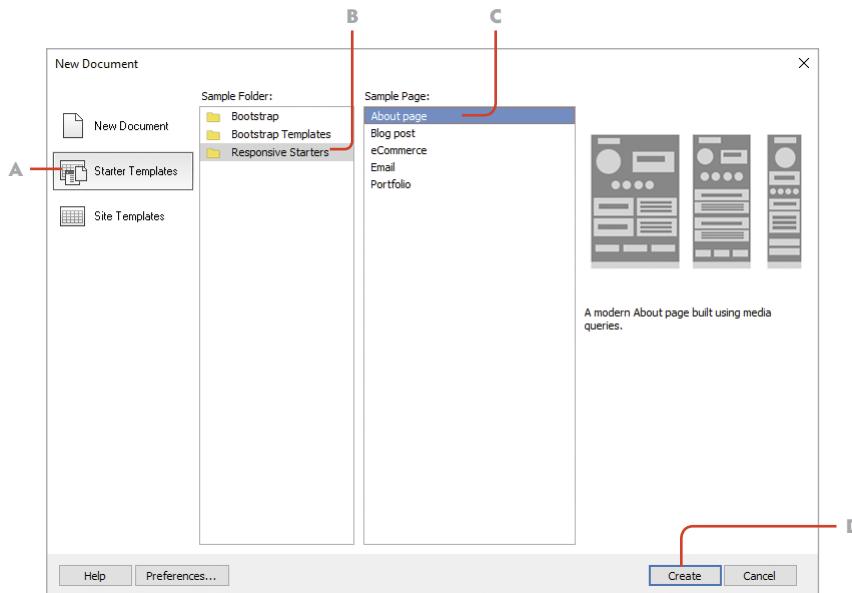 B
C
New Document
Sample Folder:
Sample Page:
New Document
Starter Templates
Site Templates
Bootstrap
Bootstrap Templates
Responsive Starters
About page
Blog post
eCommerce
Email
Portfolio
A
A modern About page built using media
queries.
D
Help
Preferences...
Create
Cancel